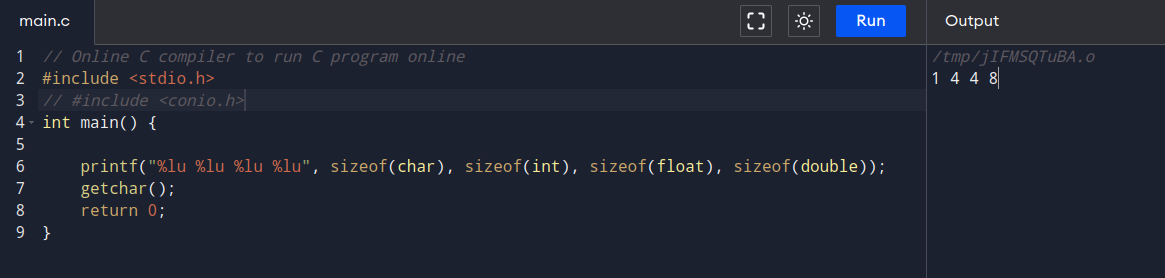 main.c
Run
Output
1 // Online C compiler to run C program online
2 #include <stdio.h>
3 // #include <conio.h>
4 int main() {
5
6     printf("%lu %lu %lu %lu", sizeof(char), sizeof(int), sizeof(float), sizeof(double));
7     getchar();
8     return 0;
9 }
/tmp/jIFMSQTuBA.o
1 4 4 8